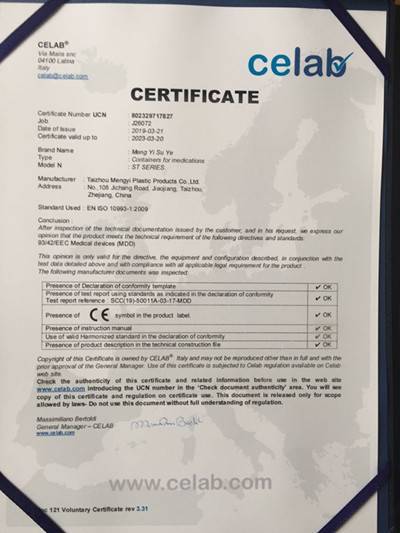 CELAB®
Via Maira snc
04100 Latina
Italy
celab@celab.com
celab
CERTIFICATE
Certificate Number UCN : 802329717827
Job : J26072
Date of Issue : 2019-03-21
Certificate valid up to : 2023-03-20
Brand Name : Meng Yi Su Ye
Type : Containers for medications
Model N. : ST SERIES.
Manufacturer : Taizhou Mengyi Plastic Products Co.,Ltd.
Address : No.,108 Jichang Road, Jiaojiang, Taizhou,
Zhejiang, China
Standard Used : EN ISO 10993-1:2009
Conclusion :
After inspection of the technical documentation issued by the customer, and in his request, we express our
opinion that the product meets the technical requirement of the following directives and standards.
93/42/EEC Medical devices (MDD)
This opinion is only valid for the directive, the equipment and configuration described, in conjunction with the
test data detailed above and with compliance with all applicable legal requirement for the product .
The following manufacturer documents was inspected:
Presence of Declaration of conformity template ✔ OK
Presence of test report using standards as indicated in the declaration of conformity
Test report reference : SCC(19)-50011A-03-17-MDD ✔ OK
Presence of CE symbol in the product label. ✔ OK
Presence of instruction manual ✔ OK
Use of valid Harmonized standard in the declaration of conformity ✔ OK
Presence of product description in the technical construction file ✔ OK
Copyright of this Certificate is owned by CELAB® Italy and may not be reproduced other than in full and with the
prior approval of the General Manager. Use of this certificate is subjected to Celab regulation available on Celab
web site.
Check the authenticity of this certificate and related information before use in the web site
www.celab.com introducing the UCN number in the 'Check document authenticity' area. You will see
copy of this certificate and regulation on certificate use. This document is released only for scope
allowed by laws- Do not use this document without full understanding of regulation.
Massimiliano Bertoldi
General Manager – CELAB
www.celab.com
www.celab.com
121 Voluntary Certificate rev 3.31